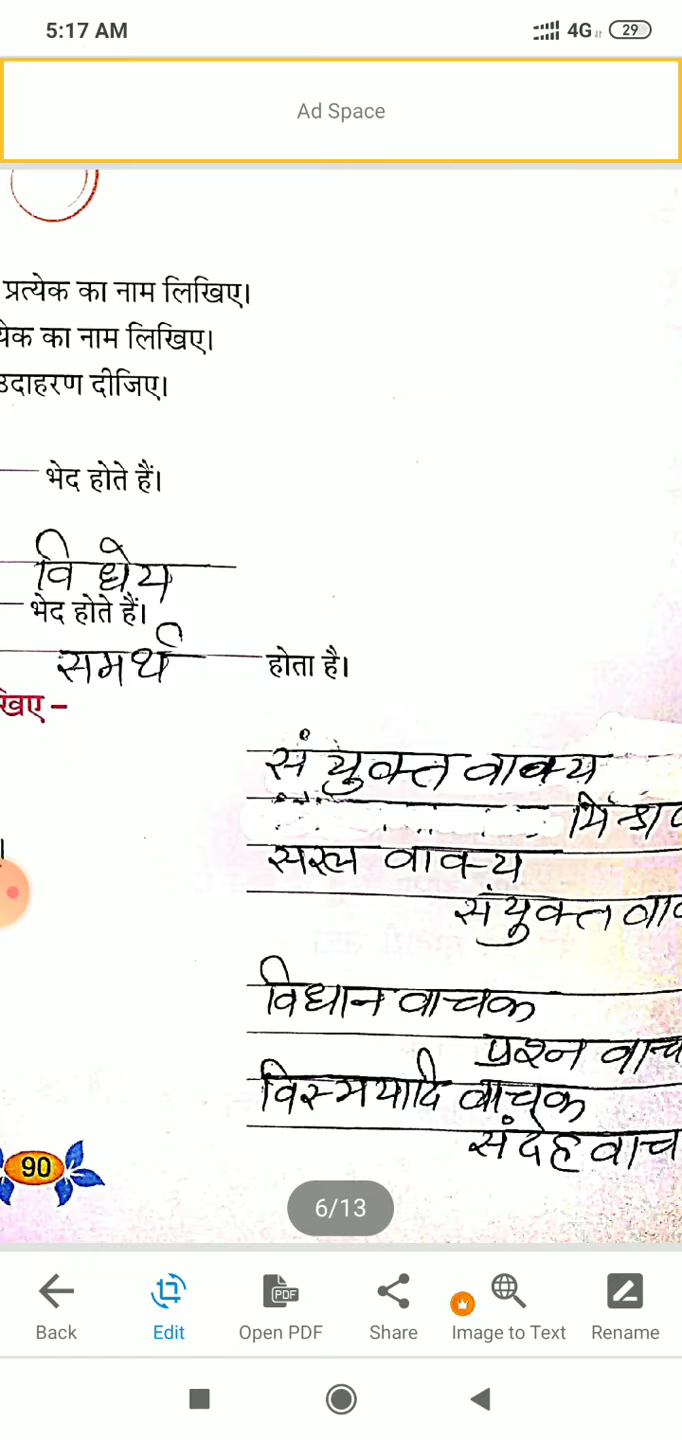 5:17 AM
4G 29
Ad Space
प्रत्येक का नाम लिखिए।
येक का नाम लिखिए।
उदाहरण दीजिए।
भेद होते हैं।
विधेय
भेद होते हैं।
समर्थ होता है।
खिए –
संयुक्त वाक्य
मिश्र
सरल वाक्य
संयुक्त वा
विधान वाचक
प्रश्न वाच
विस्मयादि वाचक
संदेह वाच
90
6/13
PDF
Back Edit Open PDF Share Image to Text Rename